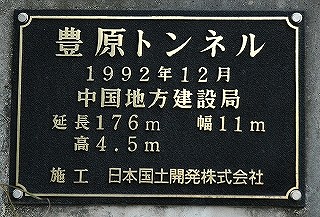 豊原トンネル
1992年12月
中国地方建設局
延長176m 幅11m
高4.5m
施工 日本国土開発株式会社